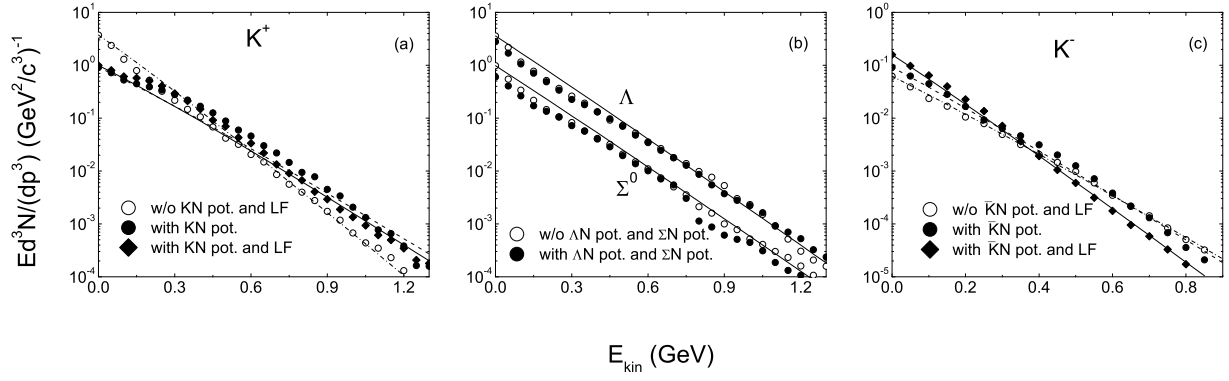 Ed³N/(dp³) (GeV²/c³)⁻¹
10¹
10⁰
10⁻¹
10⁻²
10⁻³
10⁻⁴
0.0 0.3 0.6 0.9 1.2
K⁺
(a)
w/o KN pot. and LF
with KN pot.
with KN pot. and LF
10¹
10⁰
10⁻¹
10⁻²
10⁻³
10⁻⁴
0.0 0.3 0.6 0.9 1.2
(b)
Λ
Σ⁰
w/o ΛN pot. and ΣN pot.
with ΛN pot. and ΣN pot.
10⁰
10⁻¹
10⁻²
10⁻³
10⁻⁴
10⁻⁵
0.0 0.2 0.4 0.6 0.8
K⁻
(c)
w/o K̄N pot. and LF
with K̄N pot.
with K̄N pot. and LF
E_kin (GeV)